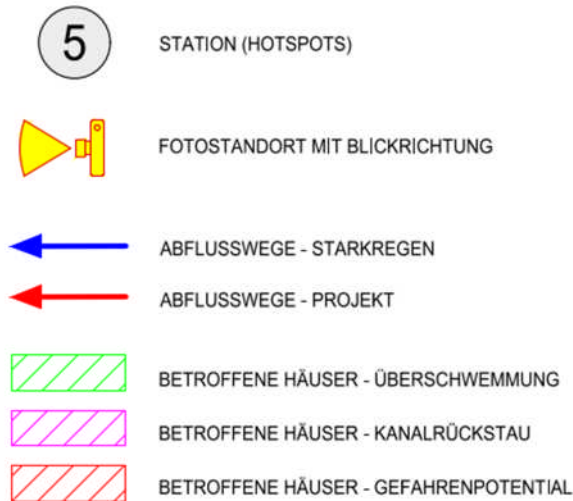 5 STATION (HOTSPOTS)
FOTOSTANDORT MIT BLICKRICHTUNG
ABFLUSSWEGE - STARKREGEN
ABFLUSSWEGE - PROJEKT
BETROFFENE HÄUSER - ÜBERSCHWEMMUNG
BETROFFENE HÄUSER - KANALRÜCKSTAU
BETROFFENE HÄUSER - GEFAHRENPOTENTIAL